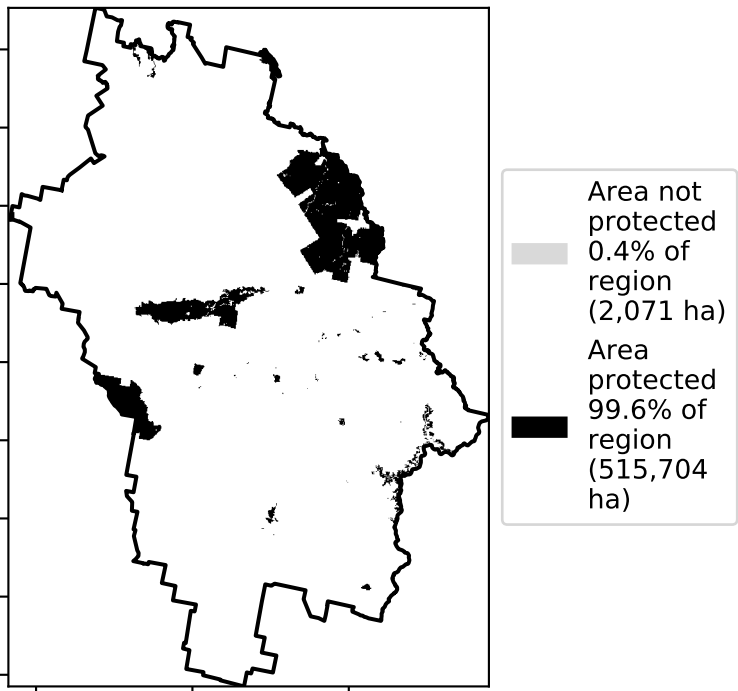 Area not
protected
0.4% of
region
(2,071 ha)
Area
protected
99.6% of
region
(515,704
ha)